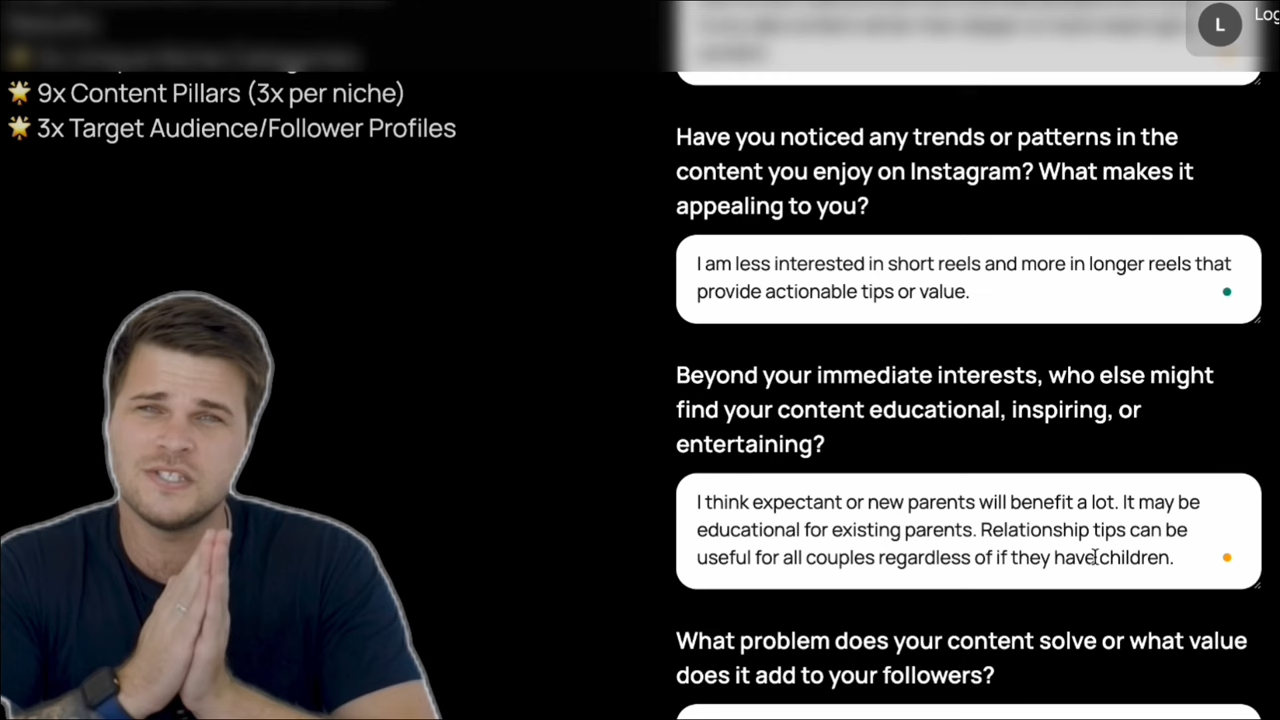 L
Log
🌟 9x Content Pillars (3x per niche)
🌟 3x Target Audience/Follower Profiles
Have you noticed any trends or patterns in the
content you enjoy on Instagram? What makes it
appealing to you?
I am less interested in short reels and more in longer reels that
provide actionable tips or value.
Beyond your immediate interests, who else might
find your content educational, inspiring, or
entertaining?
I think expectant or new parents will benefit a lot. It may be
educational for existing parents. Relationship tips can be
useful for all couples regardless of if they have children.
What problem does your content solve or what value
does it add to your followers?